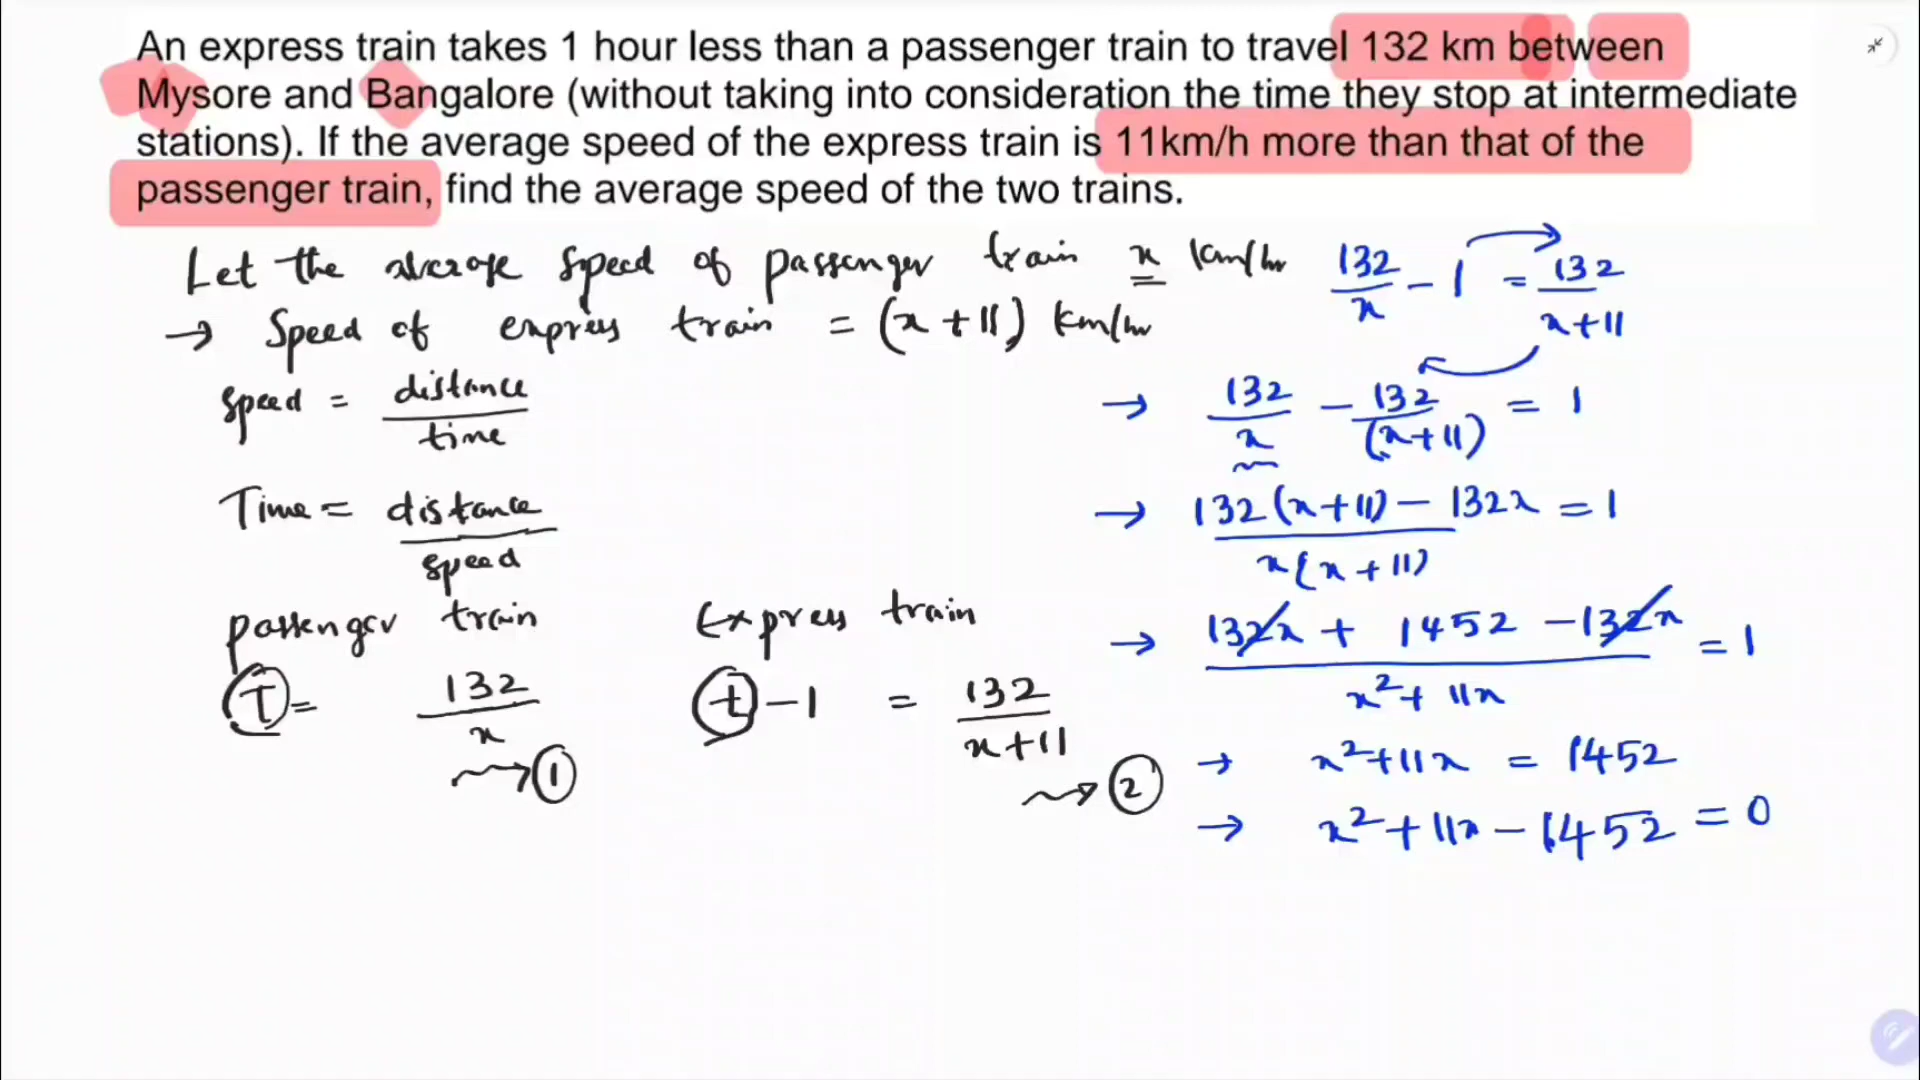 An express train takes 1 hour less than a passenger train to travel 132 km between
Mysore and Bangalore (without taking into consideration the time they stop at intermediate
stations). If the average speed of the express train is 11km/h more than that of the
passenger train, find the average speed of the two trains.
Let the average speed of passenger train x km/hr
→ Speed of express train = (x+11) km/hr
Speed = distance/time
Time = distance/speed
passenger train
T = 132/x
→ ①
Express train
t - 1 = 132/x+11
→ ②
132/x - 1 = 132/x+11
→ 132/x - 132/(x+11) = 1
→ 132(x+11) - 132x/x(x+11) = 1
→ 132x + 1452 - 132x/x²+11x = 1
→ x²+11x = 1452
→ x²+11x-1452 = 0